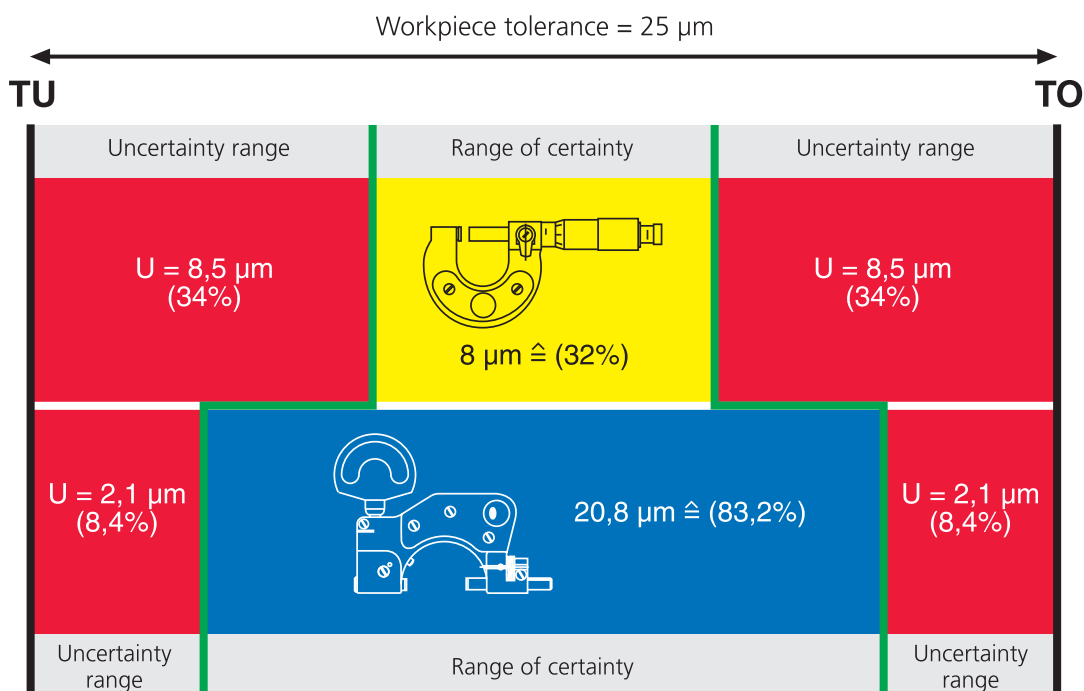 Workpiece tolerance = 25 µm
TU
TO
Uncertainty range
Range of certainty
Uncertainty range
U = 8,5 µm
(34%)
8 µm ≙ (32%)
U = 8,5 µm
(34%)
U = 2,1 µm
(8,4%)
20,8 µm ≙ (83,2%)
U = 2,1 µm
(8,4%)
Uncertainty
range
Range of certainty
Uncertainty
range